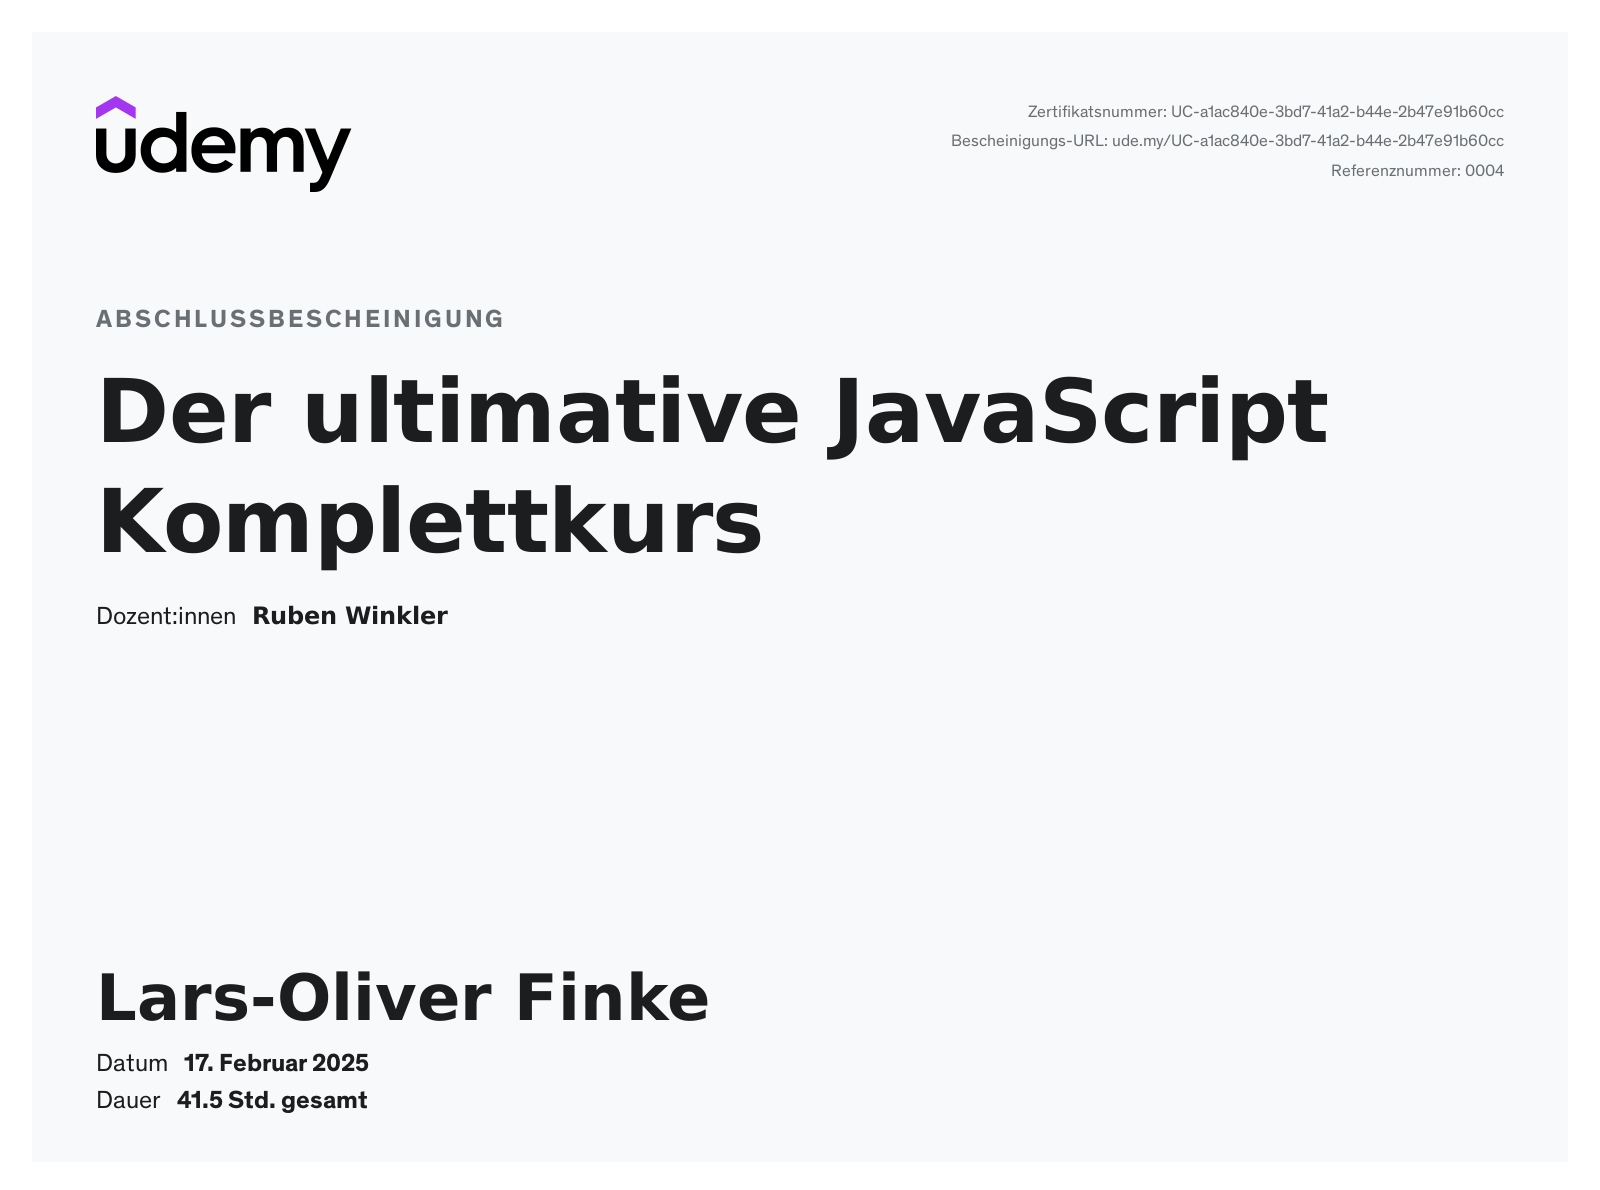 udemy
Zertifikatsnummer: UC-a1ac840e-3bd7-41a2-b44e-2b47e91b60cc
Bescheinigungs-URL: ude.my/UC-a1ac840e-3bd7-41a2-b44e-2b47e91b60cc
Referenznummer: 0004
ABSCHLUSSBESCHEINIGUNG
Der ultimative JavaScript
Komplettkurs
Dozent:innen Ruben Winkler
Lars-Oliver Finke
Datum 17. Februar 2025
Dauer 41.5 Std. gesamt